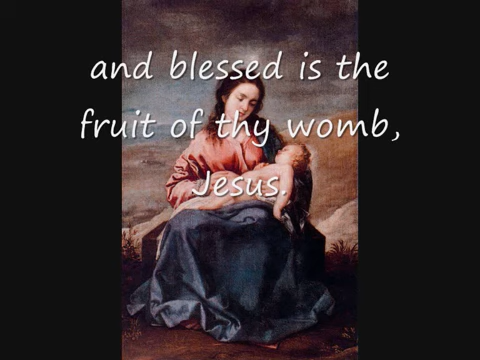 and blessed is the
fruit of thy womb,
Jesus.